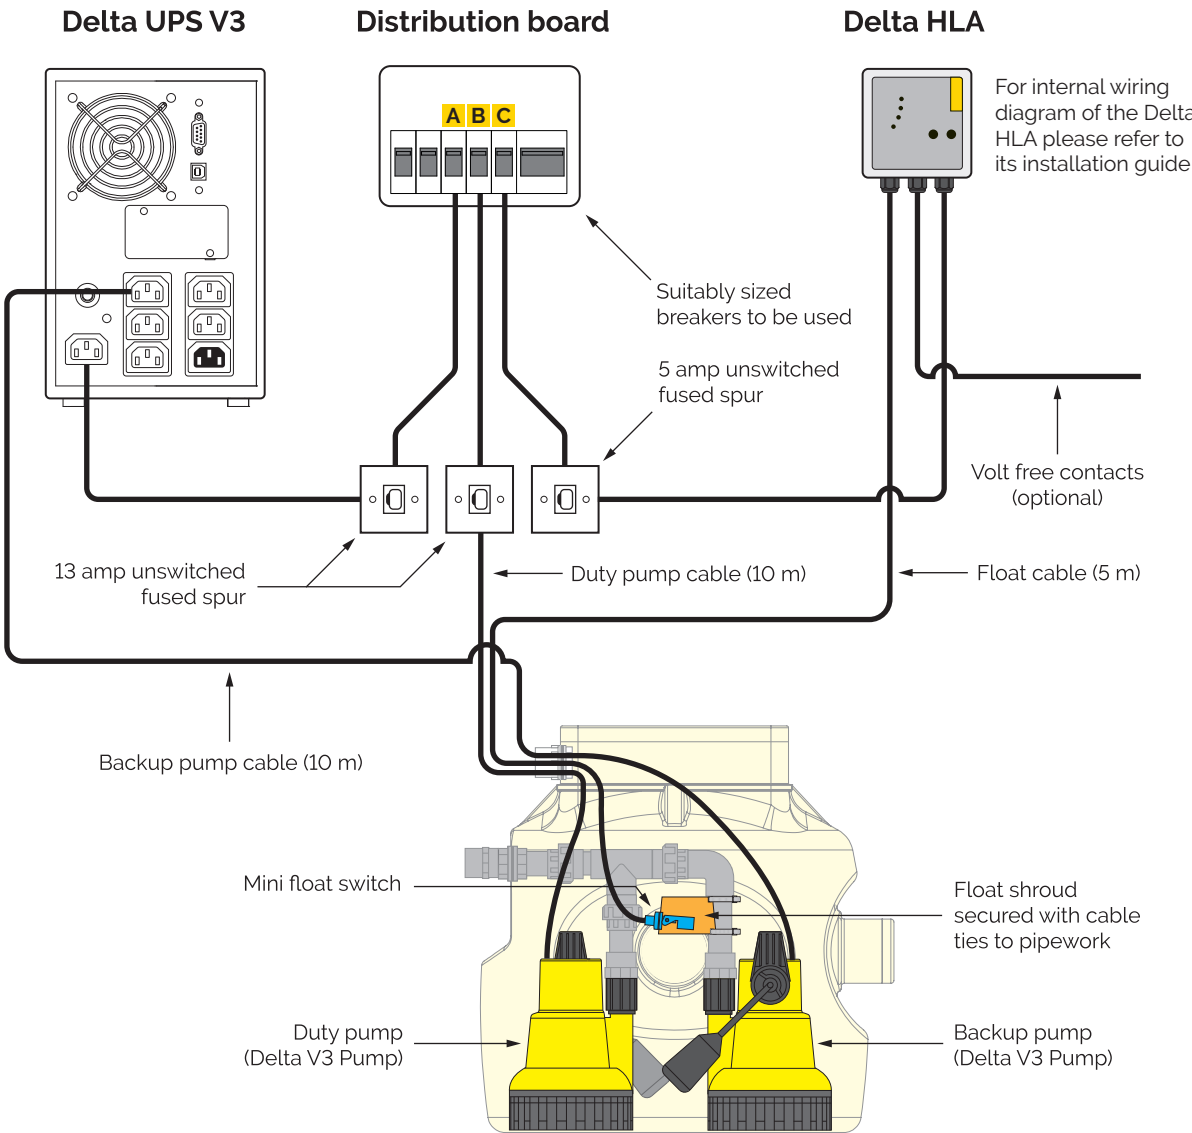 Delta UPS V3
Distribution board
Delta HLA
A B C
For internal wiring
diagram of the Delta
HLA please refer to
its installation guide
Suitably sized
breakers to be used
5 amp unswitched
fused spur
Volt free contacts
(optional)
13 amp unswitched
fused spur
Duty pump cable (10 m)
Float cable (5 m)
Backup pump cable (10 m)
Mini float switch
Float shroud
secured with cable
ties to pipework
Duty pump
(Delta V3 Pump)
Backup pump
(Delta V3 Pump)